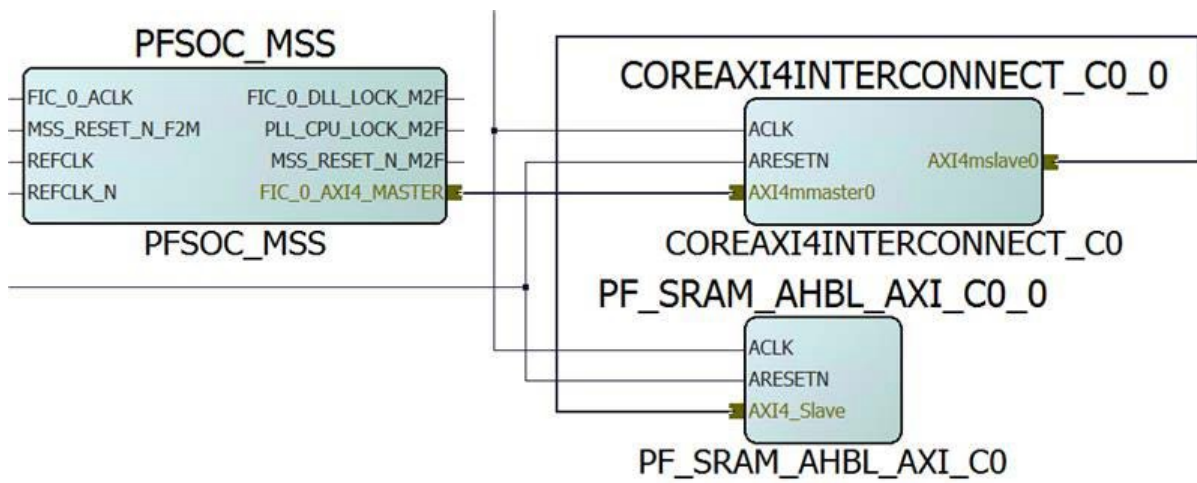 PFSOC_MSS
FIC_0_ACLK
MSS_RESET_N_F2M
REFCLK
REFCLK_N
FIC_0_DLL_LOCK_M2F
PLL_CPU_LOCK_M2F
MSS_RESET_N_M2F
FIC_0_AXI4_MASTER
PFSOC_MSS
COREAXI4INTERCONNECT_C0_0
ACLK
ARESETN
AXI4mmaster0
AXI4mslave0
COREAXI4INTERCONNECT_C0
PF_SRAM_AHBL_AXI_C0_0
ACLK
ARESETN
AXI4_Slave
PF_SRAM_AHBL_AXI_C0